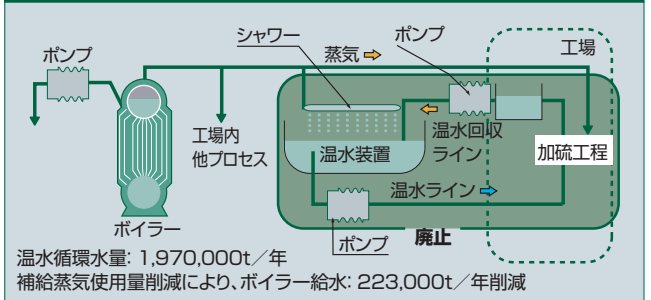 ポンプ
シャワー
蒸気
ポンプ
工場
工場内
他プロセス
温水装置
温水回収
ライン
加硫工程
温水ライン
ボイラー
ポンプ
廃止
温水循環水量: 1,970,000t／年
補給蒸気使用量削減により、ボイラー給水: 223,000t／年削減